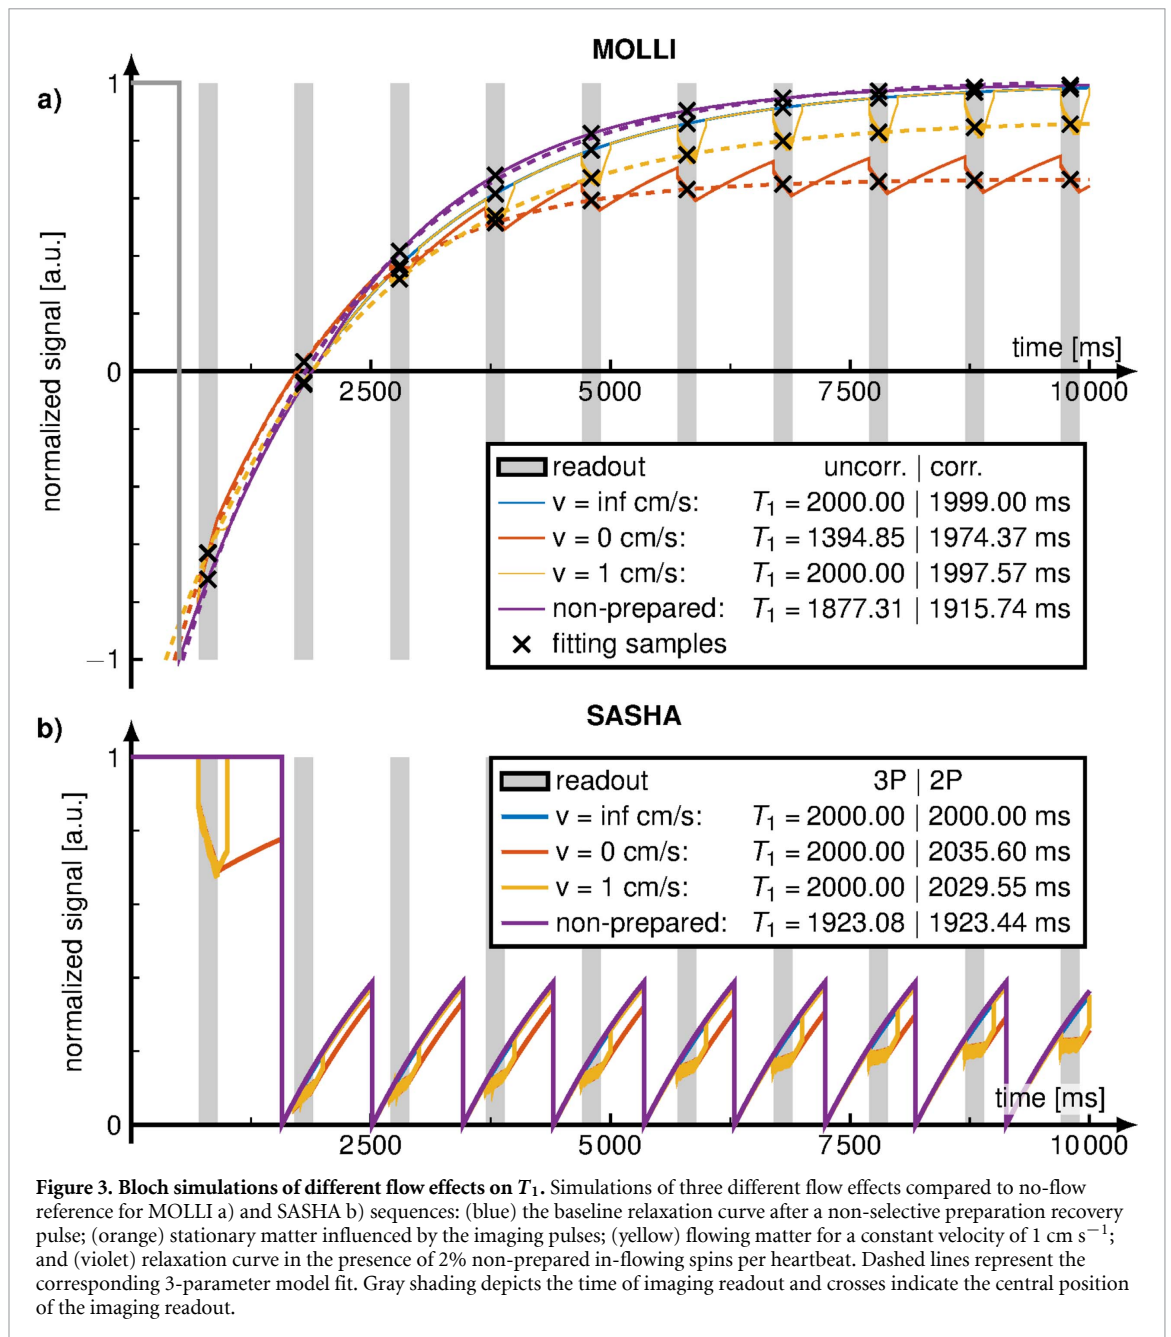 MOLLI
a)
1
0
−1
normalized signal [a.u.]
time [ms]
2500
5000
7500
10000
readout uncorr. | corr.
v = inf cm/s: T1 = 2000.00 | 1999.00 ms
v = 0 cm/s: T1 = 1394.85 | 1974.37 ms
v = 1 cm/s: T1 = 2000.00 | 1997.57 ms
non-prepared: T1 = 1877.31 | 1915.74 ms
fitting samples
SASHA
b)
1
0
normalized signal [a.u.]
readout 3P | 2P
v = inf cm/s: T1 = 2000.00 | 2000.00 ms
v = 0 cm/s: T1 = 2000.00 | 2035.60 ms
v = 1 cm/s: T1 = 2000.00 | 2029.55 ms
non-prepared: T1 = 1923.08 | 1923.44 ms
time [ms]
2500
5000
7500
10000
Figure 3. Bloch simulations of different flow effects on T1. Simulations of three different flow effects compared to no-flow
reference for MOLLI a) and SASHA b) sequences: (blue) the baseline relaxation curve after a non-selective preparation recovery
pulse; (orange) stationary matter influenced by the imaging pulses; (yellow) flowing matter for a constant velocity of 1 cm s−1;
and (violet) relaxation curve in the presence of 2% non-prepared in-flowing spins per heartbeat. Dashed lines represent the
corresponding 3-parameter model fit. Gray shading depicts the time of imaging readout and crosses indicate the central position
of the imaging readout.